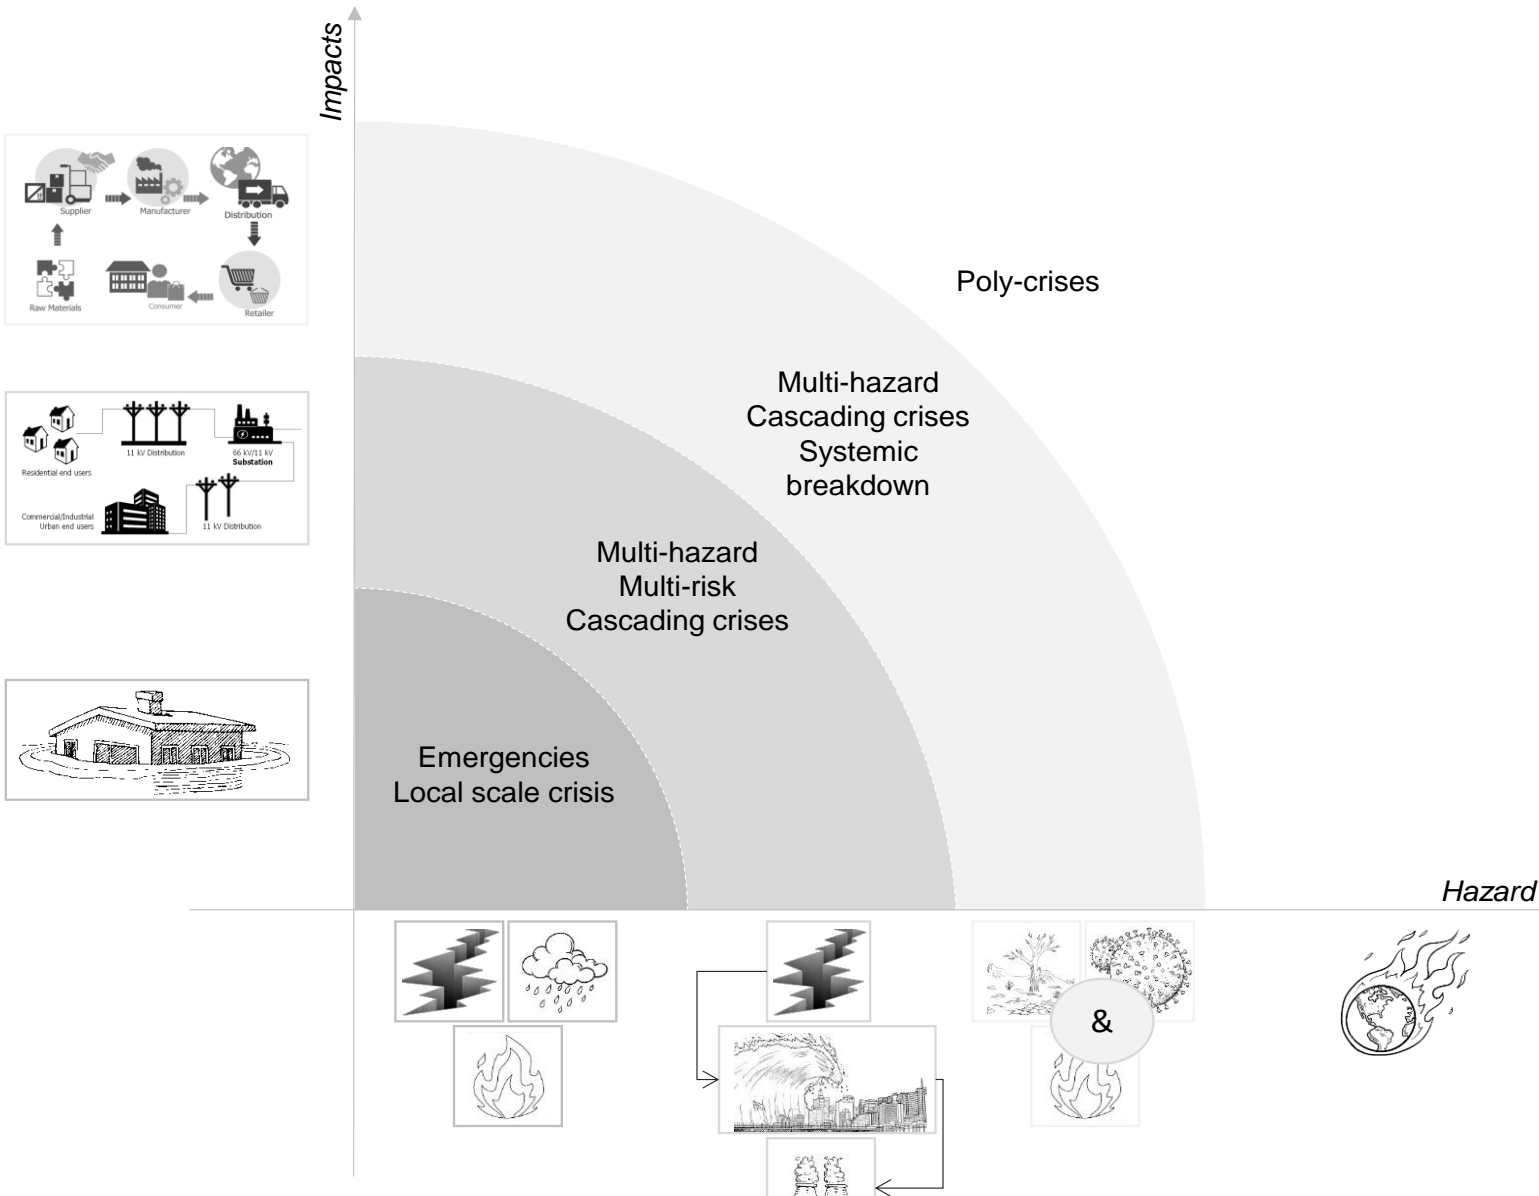 Impacts
Supplier
Manufacturer
Distribution
Raw Materials
Consumer
Retailer
Poly-crises
Multi-hazard
Cascading crises
Systemic
breakdown
11 kV Distribution
66 kV/11 kV
Substation
Residential end users
Commercial/Industrial
Urban end users
11 kV Distribution
Multi-hazard
Multi-risk
Cascading crises
Emergencies
Local scale crisis
Hazard
&